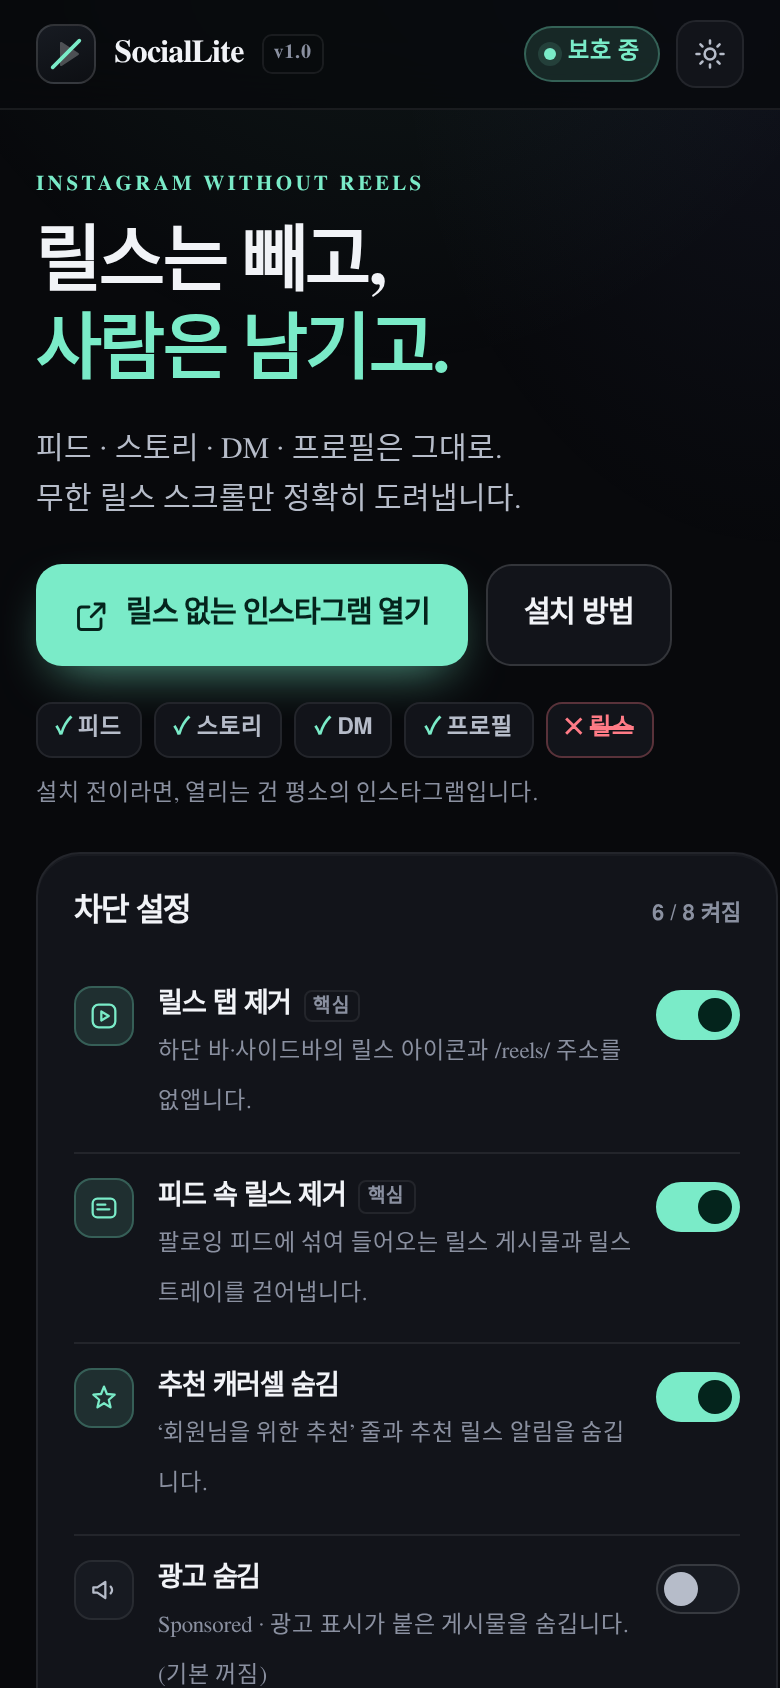 SocialLite v1.0 보호 중
INSTAGRAM WITHOUT REELS
릴스는 빼고,
사람은 남기고.
피드 · 스토리 · DM · 프로필은 그대로.
무한 릴스 스크롤만 정확히 도려냅니다.
릴스 없는 인스타그램 열기
설치 방법
✓ 피드 ✓ 스토리 ✓ DM ✓ 프로필 ✕ 릴스
설치 전이라면, 열리는 건 평소의 인스타그램입니다.
차단 설정 6 / 8 켜짐
릴스 탭 제거 핵심
하단 바·사이드바의 릴스 아이콘과 /reels/ 주소를
없앱니다.
피드 속 릴스 제거 핵심
팔로잉 피드에 섞여 들어오는 릴스 게시물과 릴스
트레이를 걷어냅니다.
추천 캐러셀 숨김
‘회원님을 위한 추천’ 줄과 추천 릴스 알림을 숨깁
니다.
광고 숨김
Sponsored · 광고 표시가 붙은 게시물을 숨깁니다.
(기본 꺼짐)